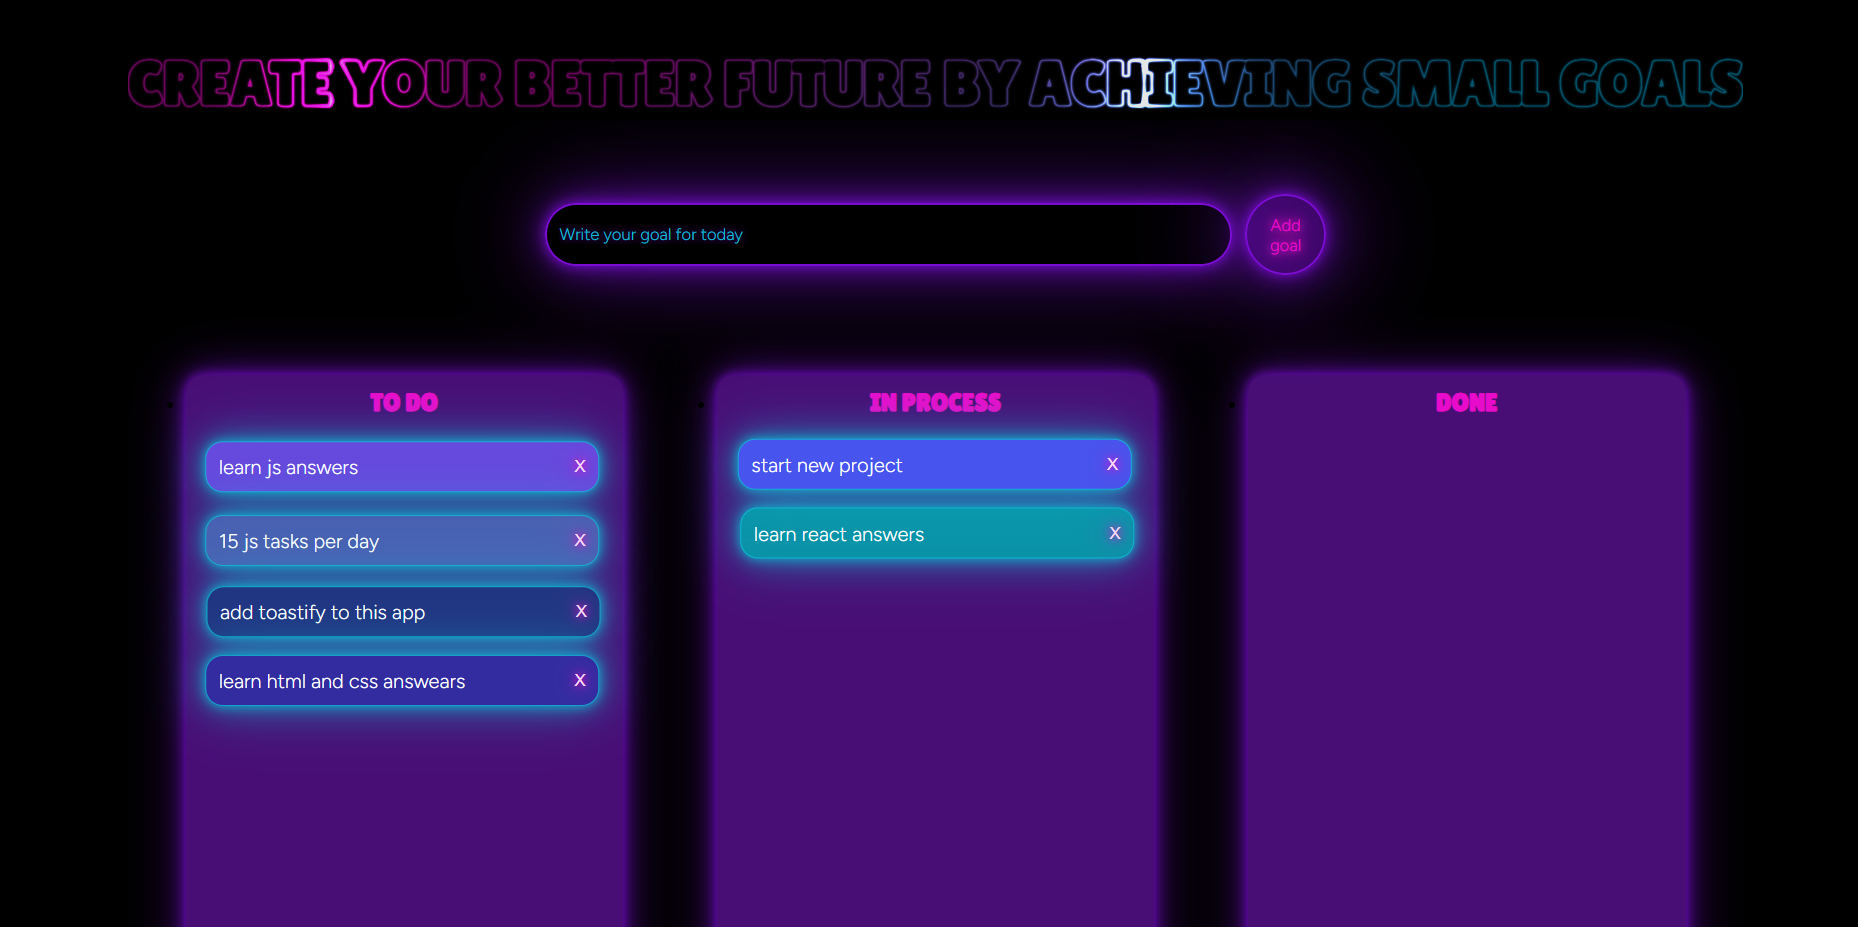 CREATE YOUR BETTER FUTURE BY ACHIEVING SMALL GOALS
Write your goal for today
Add
goal
TO DO
learn js answers X
15 js tasks per day X
add toastify to this app X
learn html and css answears X
IN PROCESS
start new project X
learn react answers X
DONE